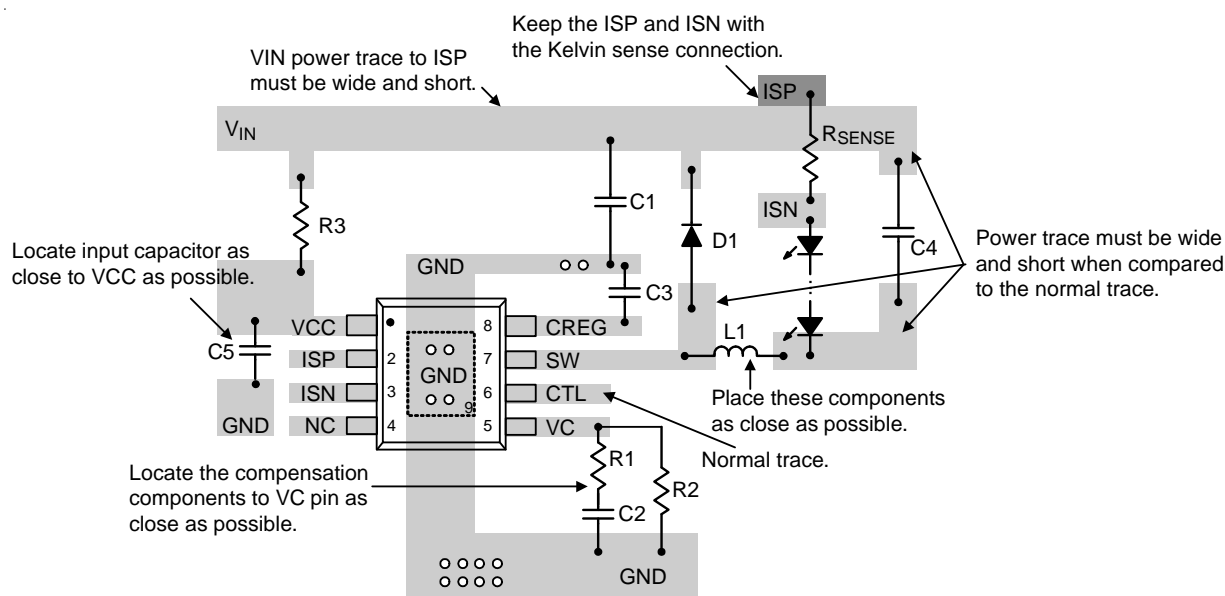 Keep the ISP and ISN with
the Kelvin sense connection.
VIN power trace to ISP
must be wide and short.
ISP
VIN
RSENSE
R3
C1
ISN
D1
C4
Locate input capacitor as
close to VCC as possible.
Power trace must be wide
and short when compared
to the normal trace.
GND
C3
VCC
8
CREG
L1
C5
ISP
2
GND
7
SW
ISN
3
9
6
CTL
Place these components
as close as possible.
GND
NC
4
5
VC
Normal trace.
Locate the compensation
components to VC pin as
close as possible.
R1
R2
C2
GND